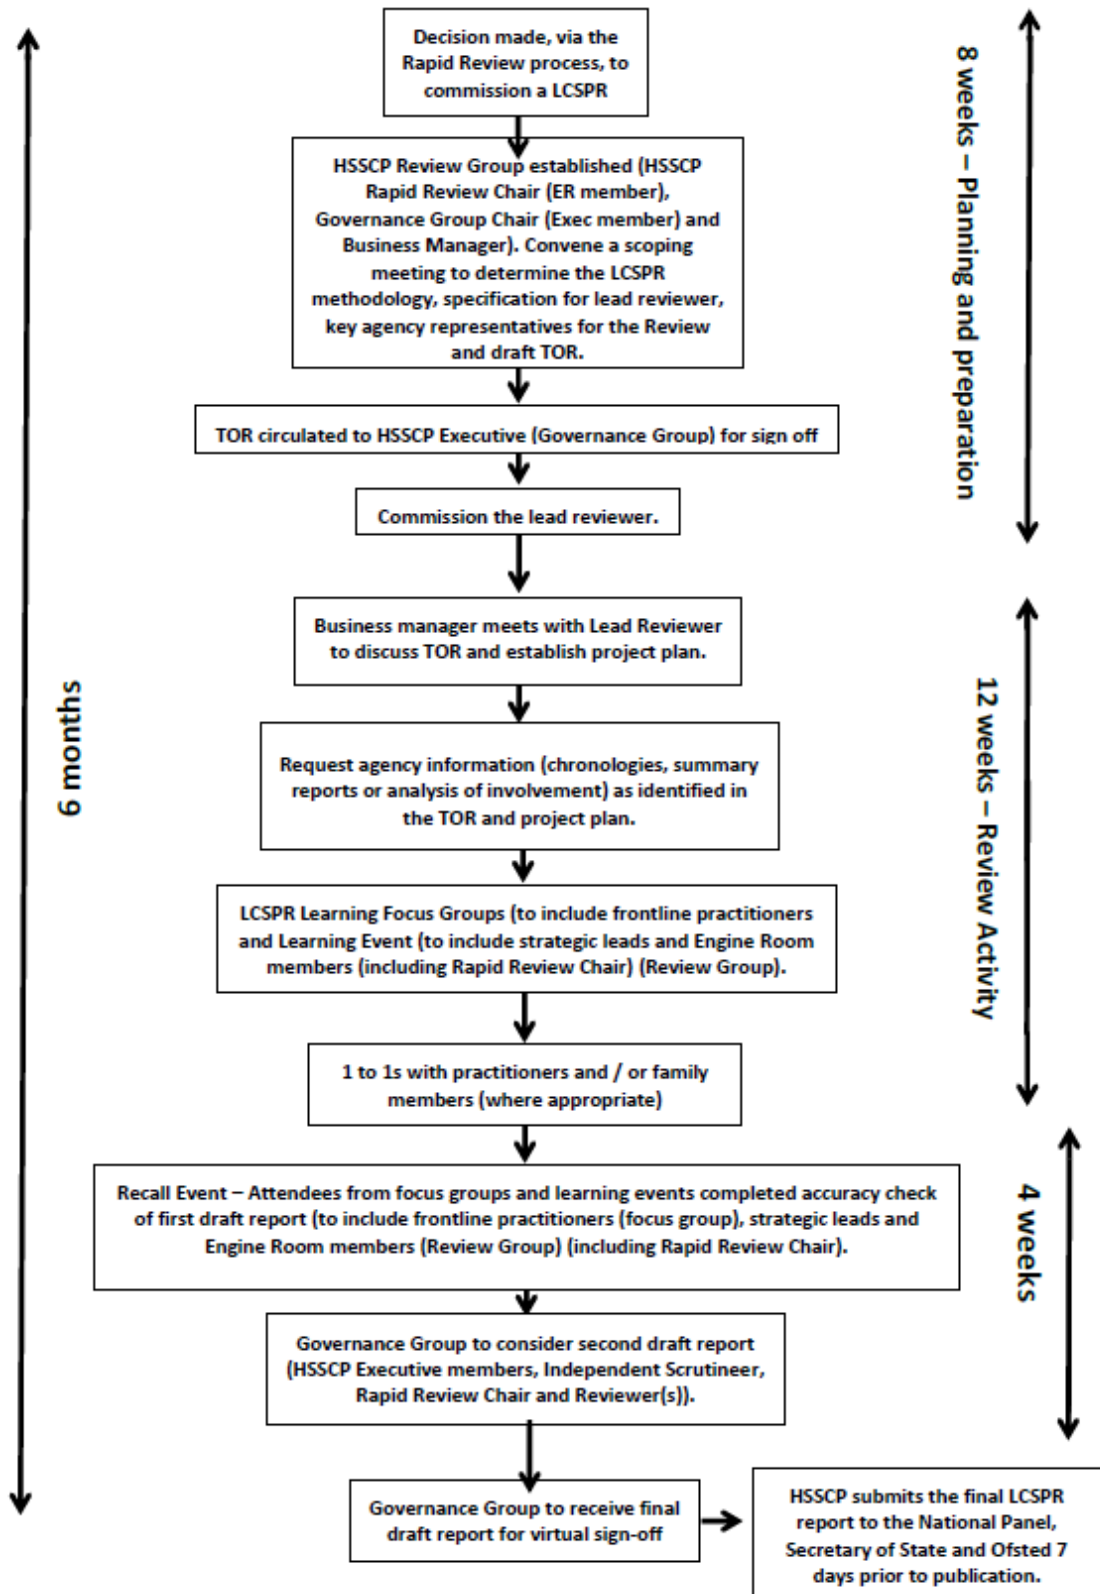 Decision made, via the
Rapid Review process, to
commission a LCSPR
HSSCP Review Group established (HSSCP
Rapid Review Chair (ER member),
Governance Group Chair (Exec member) and
Business Manager). Convene a scoping
meeting to determine the LCSPR
methodology, specification for lead reviewer,
key agency representatives for the Review
and draft TOR.
TOR circulated to HSSCP Executive (Governance Group) for sign off
Commission the lead reviewer.
8 weeks – Planning and preparation
Business manager meets with Lead Reviewer
to discuss TOR and establish project plan.
Request agency information (chronologies, summary
reports or analysis of involvement) as identified in
the TOR and project plan.
LCSPR Learning Focus Groups (to include frontline practitioners
and Learning Event (to include strategic leads and Engine Room
members (including Rapid Review Chair) (Review Group).
1 to 1s with practitioners and / or family
members (where appropriate)
12 weeks – Review Activity
6 months
Recall Event – Attendees from focus groups and learning events completed accuracy check
of first draft report (to include frontline practitioners (focus group), strategic leads and
Engine Room members (Review Group) (including Rapid Review Chair).
Governance Group to consider second draft report
(HSSCP Executive members, Independent Scrutineer,
Rapid Review Chair and Reviewer(s)).
4 weeks
Governance Group to receive final
draft report for virtual sign-off
HSSCP submits the final LCSPR
report to the National Panel,
Secretary of State and Ofsted 7
days prior to publication.